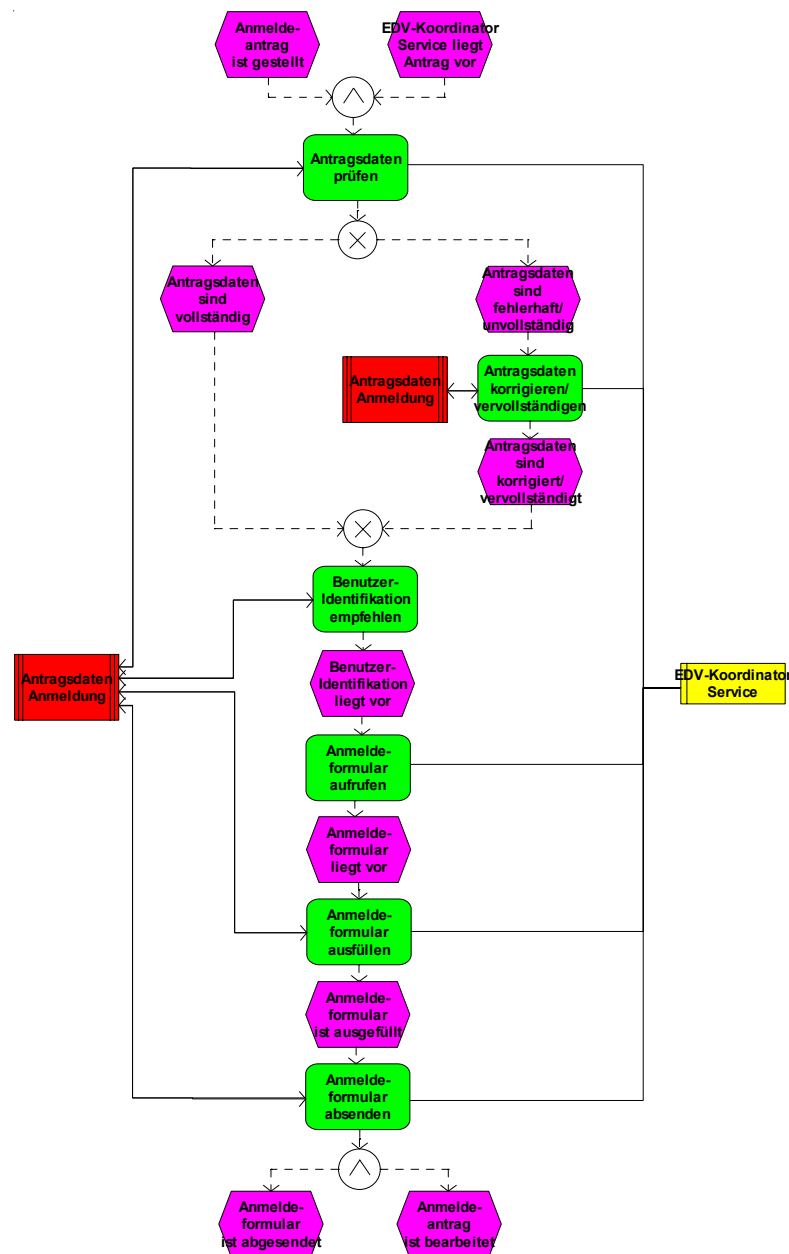 Anmelde-
antrag
ist gestellt
EDV-Koordinator
Service liegt
Antrag vor
Antragsdaten
prüfen
Antragsdaten
sind
vollständig
Antragsdaten
sind
fehlerhaft/
unvollständig
Antragsdaten
Anmeldung
Antragsdaten
korrigieren/
vervollständigen
Antragsdaten
sind
korrigiert/
vervollständigt
Benutzer-
Identifikation
empfehlen
Antragsdaten
Anmeldung
Benutzer-
Identifikation
liegt vor
EDV-Koordinator
Service
Anmelde-
formular
aufrufen
Anmelde-
formular
liegt vor
Anmelde-
formular
ausfüllen
Anmelde-
formular
ist ausgefüllt
Anmelde-
formular
absenden
Anmelde-
formular
ist abgesendet
Anmelde-
antrag
ist bearbeitet